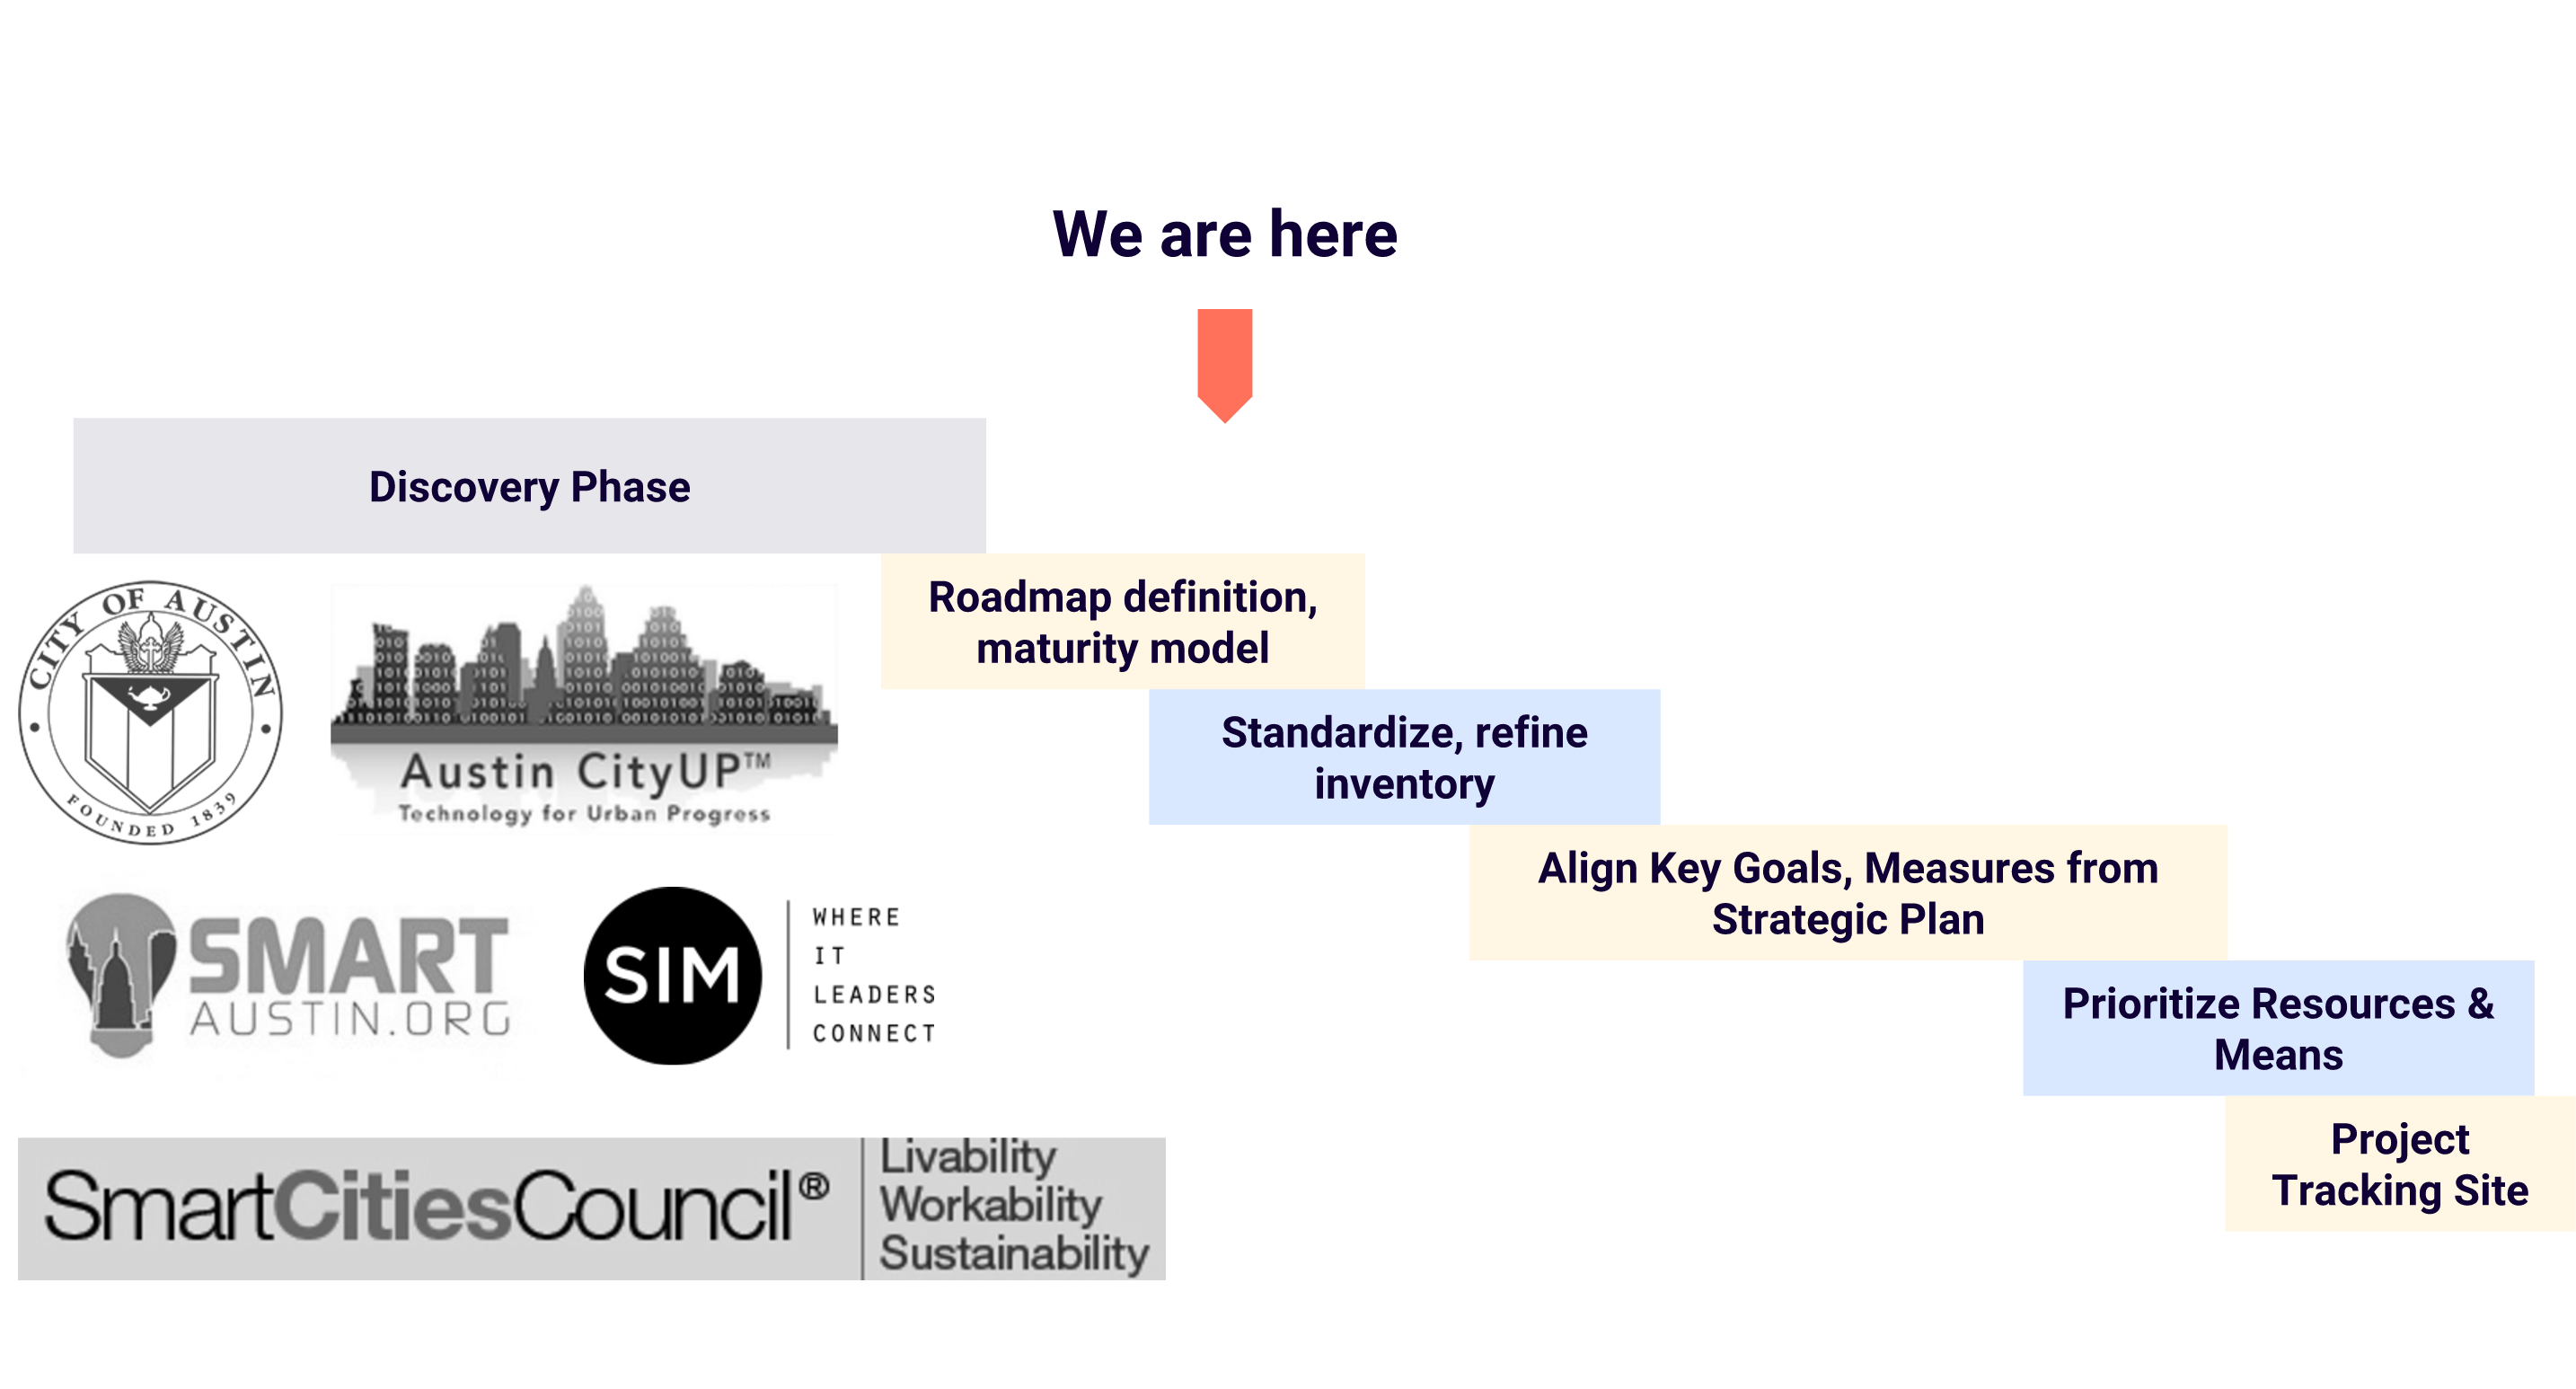 We are here
Discovery Phase
Roadmap definition,
maturity model
Standardize, refine
inventory
Align Key Goals, Measures from
Strategic Plan
Prioritize Resources &
Means
Project
Tracking Site
CITY OF AUSTIN
FOUNDED 1839
Austin CityUP™
Technology for Urban Progress
SMART
AUSTIN.ORG
SIM
WHERE
IT
LEADERS
CONNECT
SmartCitiesCouncil®
Livability
Workability
Sustainability